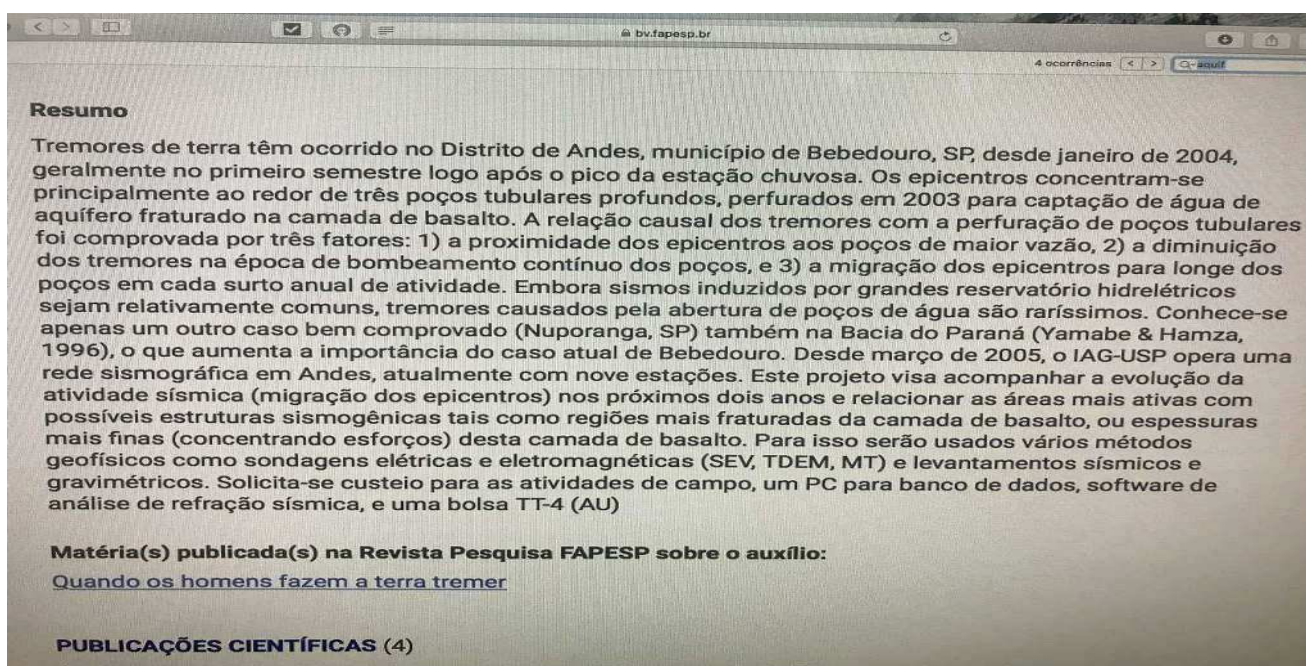 bv.fapesp.br
4 ocorrências
aquif
Resumo
Tremores de terra têm ocorrido no Distrito de Andes, município de Bebedouro, SP, desde janeiro de 2004,
geralmente no primeiro semestre logo após o pico da estação chuvosa. Os epicentros concentram-se
principalmente ao redor de três poços tubulares profundos, perfurados em 2003 para captação de água de
aquífero fraturado na camada de basalto. A relação causal dos tremores com a perfuração de poços tubulares
foi comprovada por três fatores: 1) a proximidade dos epicentros aos poços de maior vazão, 2) a diminuição
dos tremores na época de bombeamento contínuo dos poços, e 3) a migração dos epicentros para longe dos
poços em cada surto anual de atividade. Embora sismos induzidos por grandes reservatório hidrelétricos
sejam relativamente comuns, tremores causados pela abertura de poços de água são raríssimos. Conhece-se
apenas um outro caso bem comprovado (Nuporanga, SP) também na Bacia do Paraná (Yamabe & Hamza,
1996), o que aumenta a importância do caso atual de Bebedouro. Desde março de 2005, o IAG-USP opera uma
rede sismográfica em Andes, atualmente com nove estações. Este projeto visa acompanhar a evolução da
atividade sísmica (migração dos epicentros) nos próximos dois anos e relacionar as áreas mais ativas com
possíveis estruturas sismogênicas tais como regiões mais fraturadas da camada de basalto, ou espessuras
mais finas (concentrando esforços) desta camada de basalto. Para isso serão usados vários métodos
geofísicos como sondagens elétricas e eletromagnéticas (SEV, TDEM, MT) e levantamentos sísmicos e
gravimétricos. Solicita-se custeio para as atividades de campo, um PC para banco de dados, software de
análise de refração sísmica, e uma bolsa TT-4 (AU)
Matéria(s) publicada(s) na Revista Pesquisa FAPESP sobre o auxílio:
Quando os homens fazem a terra tremer
PUBLICAÇÕES CIENTÍFICAS (4)